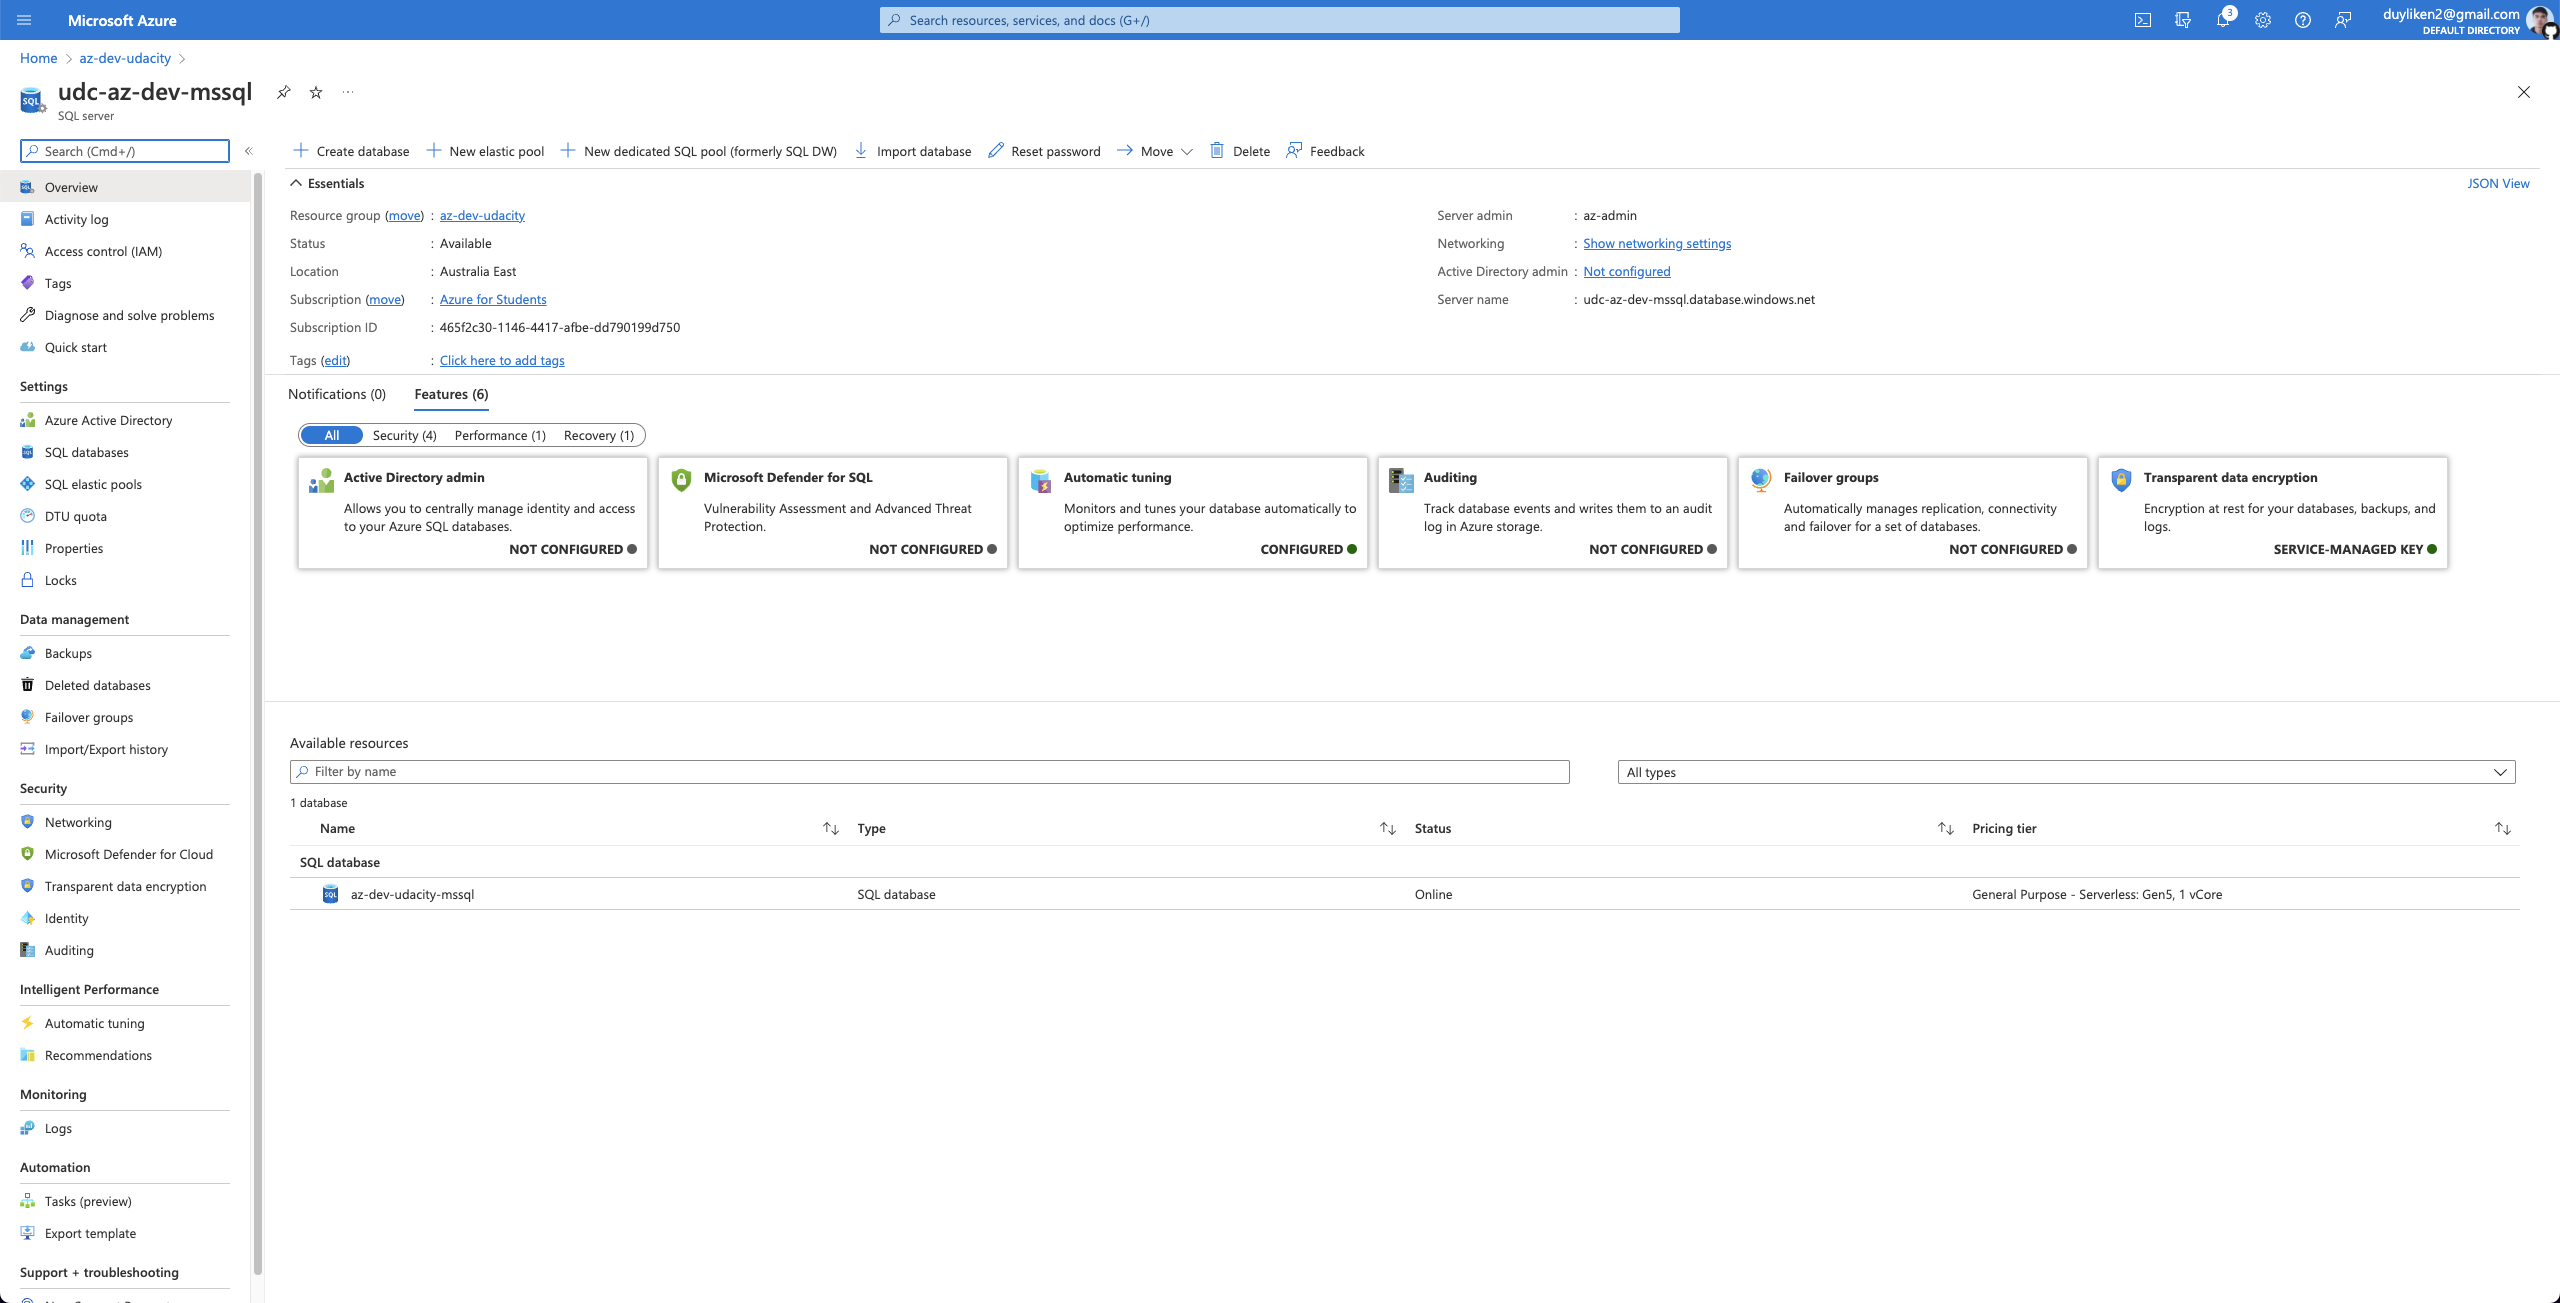 Microsoft Azure
Search resources, services, and docs (G+/)
3
duyliken2@gmail.com
DEFAULT DIRECTORY
Home > az-dev-udacity >
SQL
udc-az-dev-mssql
SQL server
Search (Cmd+/)
Create database
New elastic pool
New dedicated SQL pool (formerly SQL DW)
Import database
Reset password
Move
Delete
Feedback
Overview
Activity log
Access control (IAM)
Tags
Diagnose and solve problems
Quick start
Settings
Azure Active Directory
SQL databases
SQL elastic pools
DTU quota
Properties
Locks
Data management
Backups
Deleted databases
Failover groups
Import/Export history
Security
Networking
Microsoft Defender for Cloud
Transparent data encryption
Identity
Auditing
Intelligent Performance
Automatic tuning
Recommendations
Monitoring
Logs
Automation
Tasks (preview)
Export template
Support + troubleshooting
Essentials
JSON View
Resource group (move) : az-dev-udacity
Status : Available
Location : Australia East
Subscription (move) : Azure for Students
Subscription ID : 465f2c30-1146-4417-afbe-dd790199d750
Tags (edit) : Click here to add tags
Server admin : az-admin
Networking : Show networking settings
Active Directory admin : Not configured
Server name : udc-az-dev-mssql.database.windows.net
Notifications (0)
Features (6)
All
Security (4)
Performance (1)
Recovery (1)
Active Directory admin
Allows you to centrally manage identity and access
to your Azure SQL databases.
NOT CONFIGURED
Microsoft Defender for SQL
Vulnerability Assessment and Advanced Threat
Protection.
NOT CONFIGURED
Automatic tuning
Monitors and tunes your database automatically to
optimize performance.
CONFIGURED
Auditing
Track database events and writes them to an audit
log in Azure storage.
NOT CONFIGURED
Failover groups
Automatically manages replication, connectivity
and failover for a set of databases.
NOT CONFIGURED
Transparent data encryption
Encryption at rest for your databases, backups, and
logs.
SERVICE-MANAGED KEY
Available resources
Filter by name
All types
1 database
Name
Type
Status
Pricing tier
SQL database
SQL
az-dev-udacity-mssql
SQL database
Online
General Purpose - Serverless: Gen5, 1 vCore